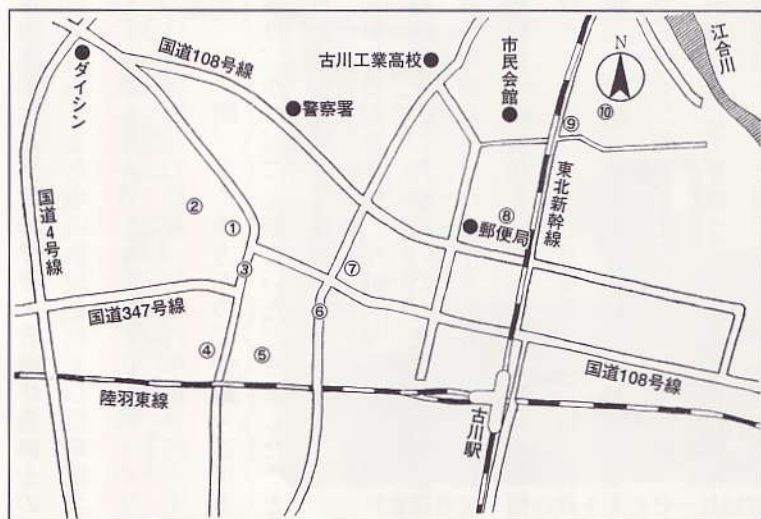 国道108号線
古川工業高校
市民会館
N
江合川
ダイシン
警察署
⑩
⑨
東北新幹線
国道4号線
②
①
⑧
郵便局
③
⑦
国道347号線
⑥
④
⑤
国道108号線
陸羽東線
古川駅